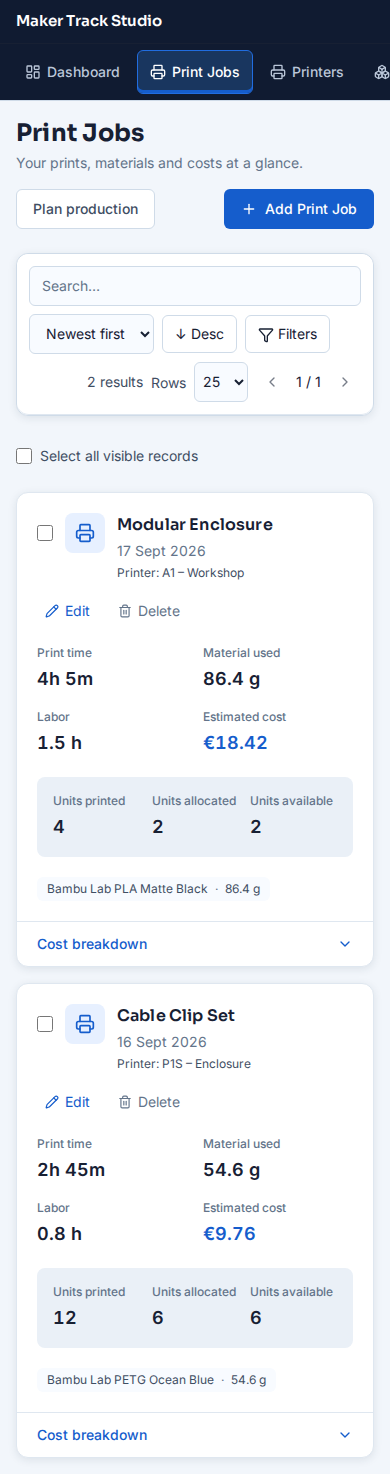 Maker Track Studio
Dashboard Print Jobs Printers
Print Jobs
Your prints, materials and costs at a glance.
Plan production + Add Print Job
Search...
Newest first ↓ Desc Filters
2 results Rows 25 1 / 1
Select all visible records
Modular Enclosure
17 Sept 2026
Printer: A1 – Workshop
Edit Delete
Print time Material used
4h 5m 86.4 g
Labor Estimated cost
1.5 h €18.42
Units printed Units allocated Units available
4 2 2
Bambu Lab PLA Matte Black · 86.4 g
Cost breakdown
Cable Clip Set
16 Sept 2026
Printer: P1S – Enclosure
Edit Delete
Print time Material used
2h 45m 54.6 g
Labor Estimated cost
0.8 h €9.76
Units printed Units allocated Units available
12 6 6
Bambu Lab PETG Ocean Blue · 54.6 g
Cost breakdown